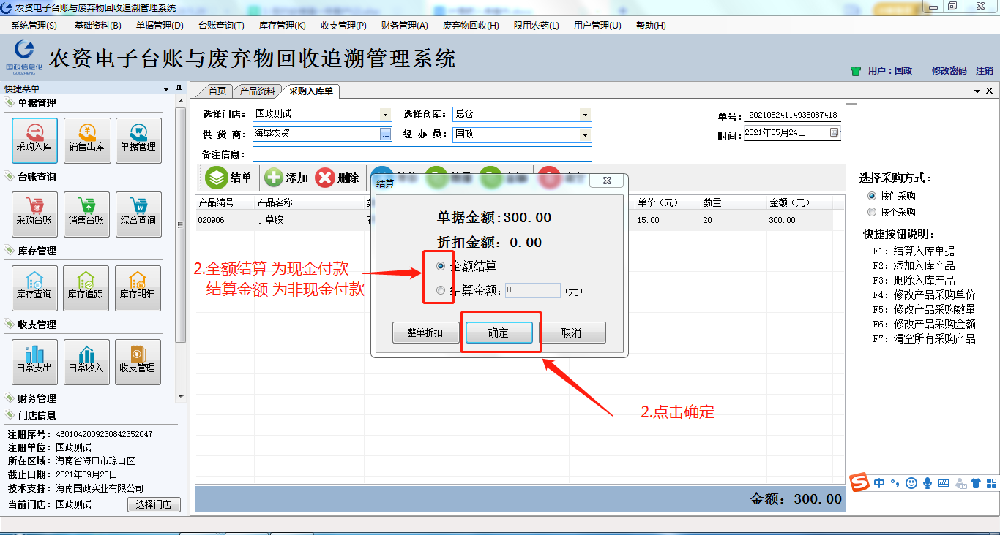 农资电子台账与废弃物回收追溯管理系统
系统管理(S) 基础资料(B) 单据管理(D) 台账查询(T) 库存管理(K) 收支管理(P) 财务管理(A) 废弃物回收(H) 限用农药(L) 用户管理(U) 帮助(H)
国政信息化
GUOZHENG
农资电子台账与废弃物回收追溯管理系统
用户：国政 修改密码 注销
快捷菜单
单据管理
采购入库 销售出库 单据管理
台账查询
采购台账 销售台账 综合查询
库存管理
库存查询 库存追踪 库存明细
收支管理
日常支出 日常收入 收支管理
财务管理
门店信息
注册序号： 4601042009230842352047
注册单位： 国政测试
所在区域： 海南省海口市琼山区
截止日期： 2021年09月23日
技术支持： 海南国政实业有限公司
当前门店： 国政测试 选择门店
首页 产品资料 采购入库单
选择门店： 国政测试 选择仓库： 总仓 单号： 20210524114936087418
供 货 商： 海垦农资 ... 经 办 员： 国政 时间： 2021年05月24日
备注信息：
结单 添加 删除
产品编号 产品名称 单价（元） 数量 金额（元）
020906 丁草胺 15.00 20 300.00
结算
单据金额:300.00
折扣金额：0.00
全额结算
结算金额： 0 (元)
整单折扣 确定 取消
2.全额结算 为现金付款
结算金额 为非现金付款
2.点击确定
金额：300.00
选择采购方式：
按件采购
按个采购
快捷按钮说明：
F1：结算入库单据
F2：添加入库产品
F3：删除入库产品
F4：修改产品采购单价
F5：修改产品采购数量
F6：修改产品采购金额
F7：清空所有采购产品
S 中